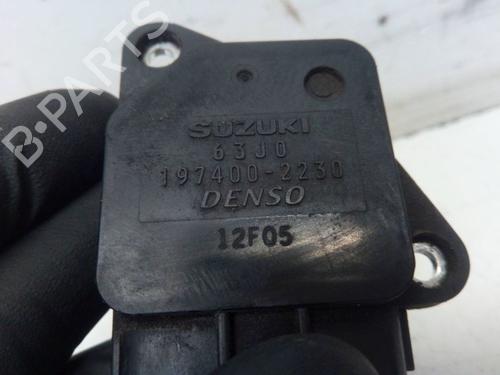 B-PARTS
SUZUKI
63J0
197400-2230
DENSO
12F05